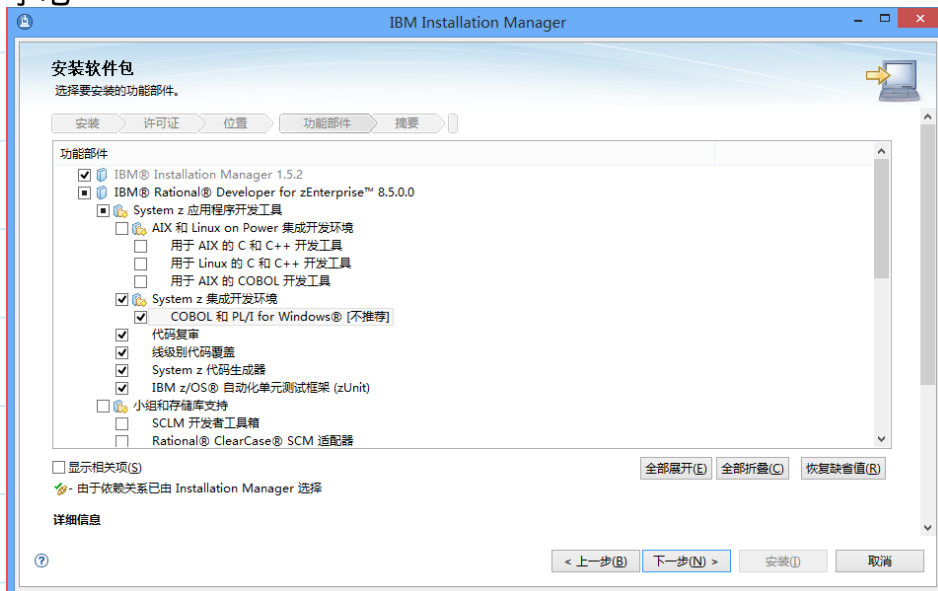 IBM Installation Manager
安装软件包
选择要安装的功能部件。
安装 许可证 位置 功能部件 摘要
功能部件
IBM® Installation Manager 1.5.2
IBM® Rational® Developer for zEnterprise™ 8.5.0.0
System z 应用程序开发工具
AIX 和 Linux on Power 集成开发环境
用于 AIX 的 C 和 C++ 开发工具
用于 Linux 的 C 和 C++ 开发工具
用于 AIX 的 COBOL 开发工具
System z 集成开发环境
COBOL 和 PL/I for Windows® [不推荐]
代码复审
线级别代码覆盖
System z 代码生成器
IBM z/OS® 自动化单元测试框架 (zUnit)
小组和存储库支持
SCLM 开发者工具箱
Rational® ClearCase® SCM 适配器
显示相关项(S) 全部展开(E) 全部折叠(C) 恢复缺省值(R)
- 由于依赖关系已由 Installation Manager 选择
详细信息
< 上一步(B) 下一步(N) > 安装(I) 取消